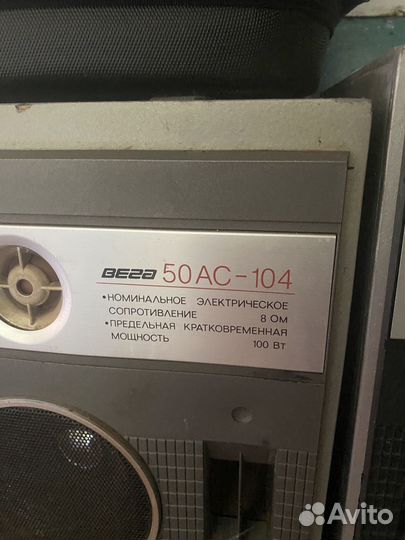 ВЕГА 50АС-104
•НОМИНАЛЬНОЕ ЭЛЕКТРИЧЕСКОЕ
СОПРОТИВЛЕНИЕ 8 ОМ
•ПРЕДЕЛЬНАЯ КРАТКОВРЕМЕННАЯ
МОЩНОСТЬ 100 ВТ
Avito